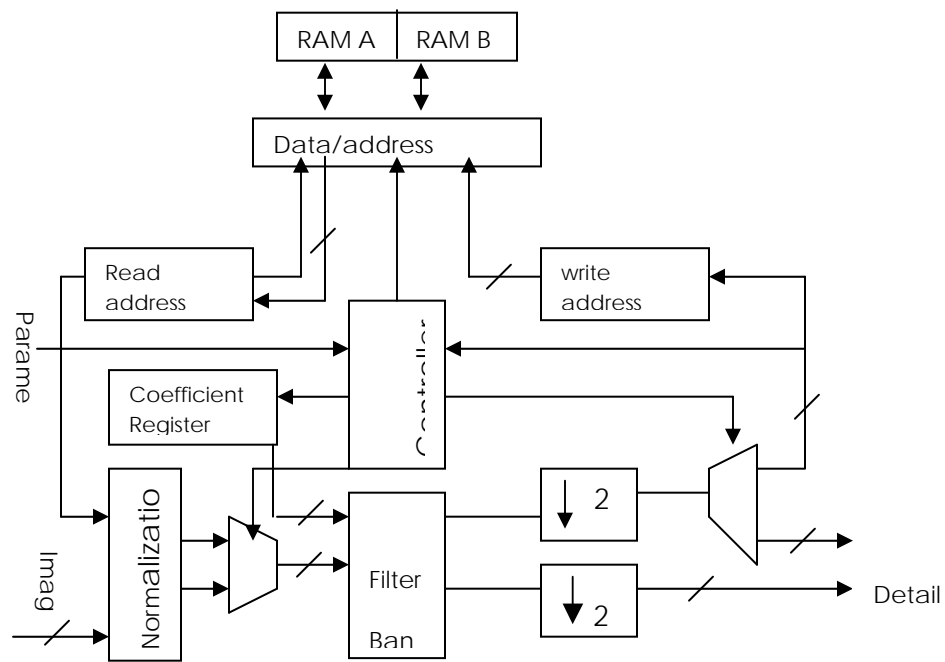 RAM A
RAM B
Data/address
Read
address
write
address
Parame
Coefficient
Register
Normalizatio
2
Imag
Filter
Ban
2
Detail